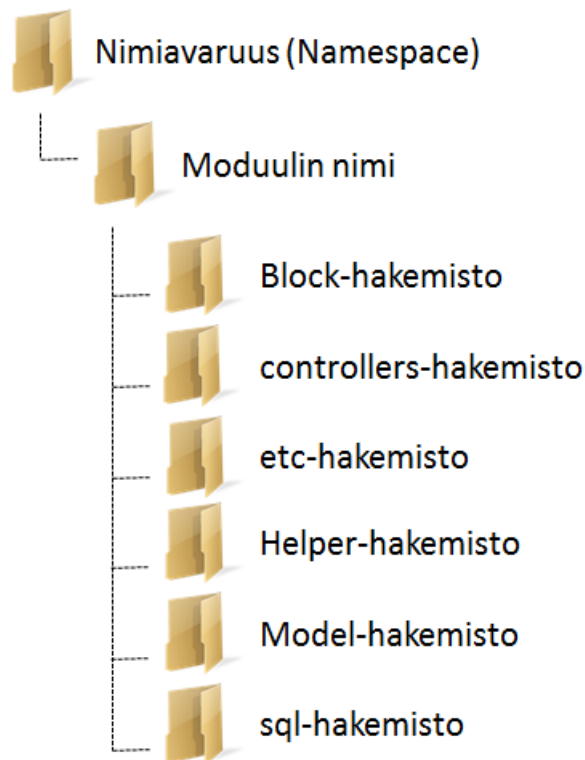 Nimiavaruus (Namespace)
Moduulin nimi
Block-hakemisto
controllers-hakemisto
etc-hakemisto
Helper-hakemisto
Model-hakemisto
sql-hakemisto